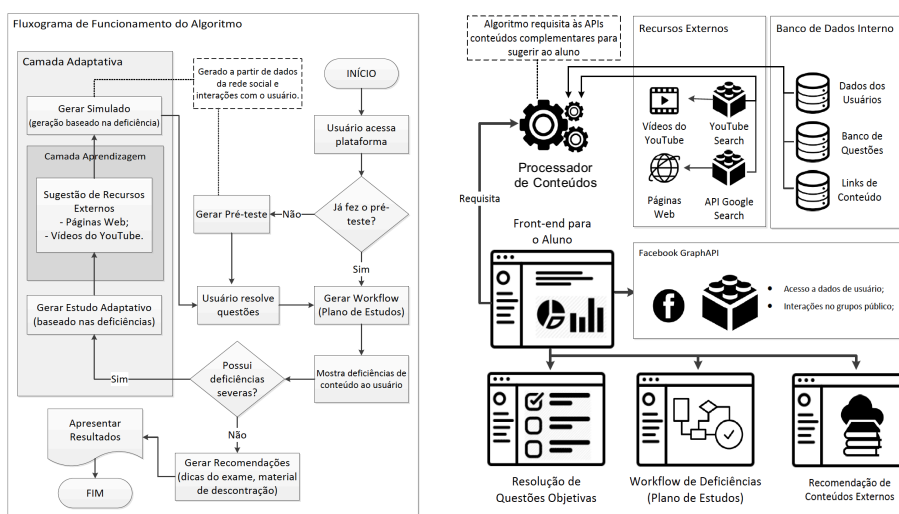 Fluxograma de Funcionamento do Algoritmo
Camada Adaptativa
Gerar Simulado
(geração baseado na deficiência)
Camada Aprendizagem
Sugestão de Recursos
Externos
- Páginas Web;
- Vídeos do YouTube.
Gerar Estudo Adaptativo
(baseado nas deficiências)
Gerado a partir de dados
da rede social e
interações com o usuário.
INÍCIO
Usuário acessa
plataforma
Já fez o pré-
teste?
Não
Gerar Pré-teste
Sim
Usuário resolve
questões
Gerar Workflow
(Plano de Estudos)
Mostra deficiências de
conteúdo ao usuário
Possui
deficiências
severas?
Sim
Não
Gerar Recomendações
(dicas do exame, material
de descontração)
Apresentar
Resultados
FIM
Algoritmo requisita às APIs
conteúdos complementares para
sugerir ao aluno
Processador
de Conteúdos
Requisita
Recursos Externos
Vídeos do
YouTube
YouTube
Search
Páginas
Web
API Google
Search
Banco de Dados Interno
Dados dos
Usuários
Banco de
Questões
Links de
Conteúdo
Front-end para
o Aluno
Facebook GraphAPI
• Acesso a dados de usuário;
• Interações no grupos público;
Resolução de
Questões Objetivas
Workflow de Deficiências
(Plano de Estudos)
Recomendação de
Conteúdos Externos